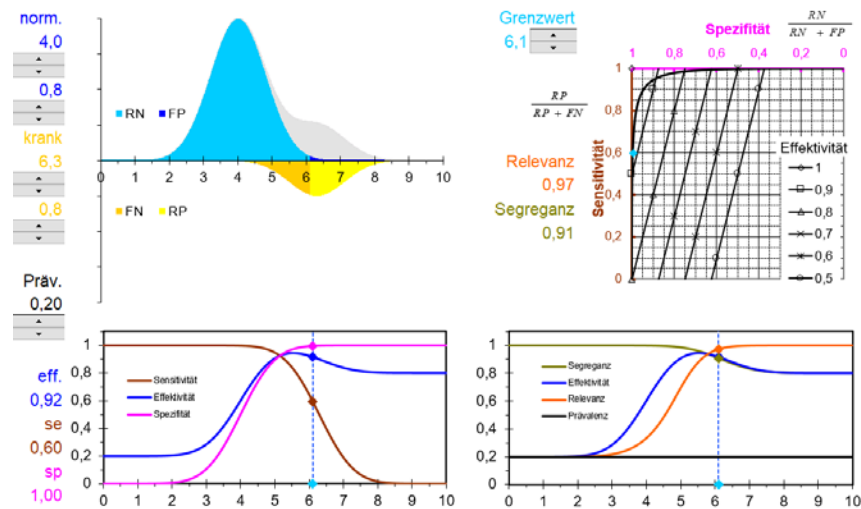 norm.
4,0
0,8
krank
6,3
0,8
Präv.
0,20
RN FP
0 1 2 3 4 5 6 7 8 9 10
FN RP
Grenzwert
6,1
Spezifität
RN
RN + FP
1 0,8 0,6 0,4 0,2 0
RP
RP + FN
Relevanz
0,97
Segreganz
0,91
Sensitivität
1
0,8
0,6
0,4
0,2
0
Effektivität
1
0,9
0,8
0,7
0,6
0,5
eff.
0,92
se
0,60
sp
1,00
1
0,8
0,6
0,4
0,2
0
Sensitivität
Effektivität
Spezifität
0 1 2 3 4 5 6 7 8 9 10
1
0,8
0,6
0,4
0,2
0
Segreganz
Effektivität
Relevanz
Prävalenz
0 1 2 3 4 5 6 7 8 9 10